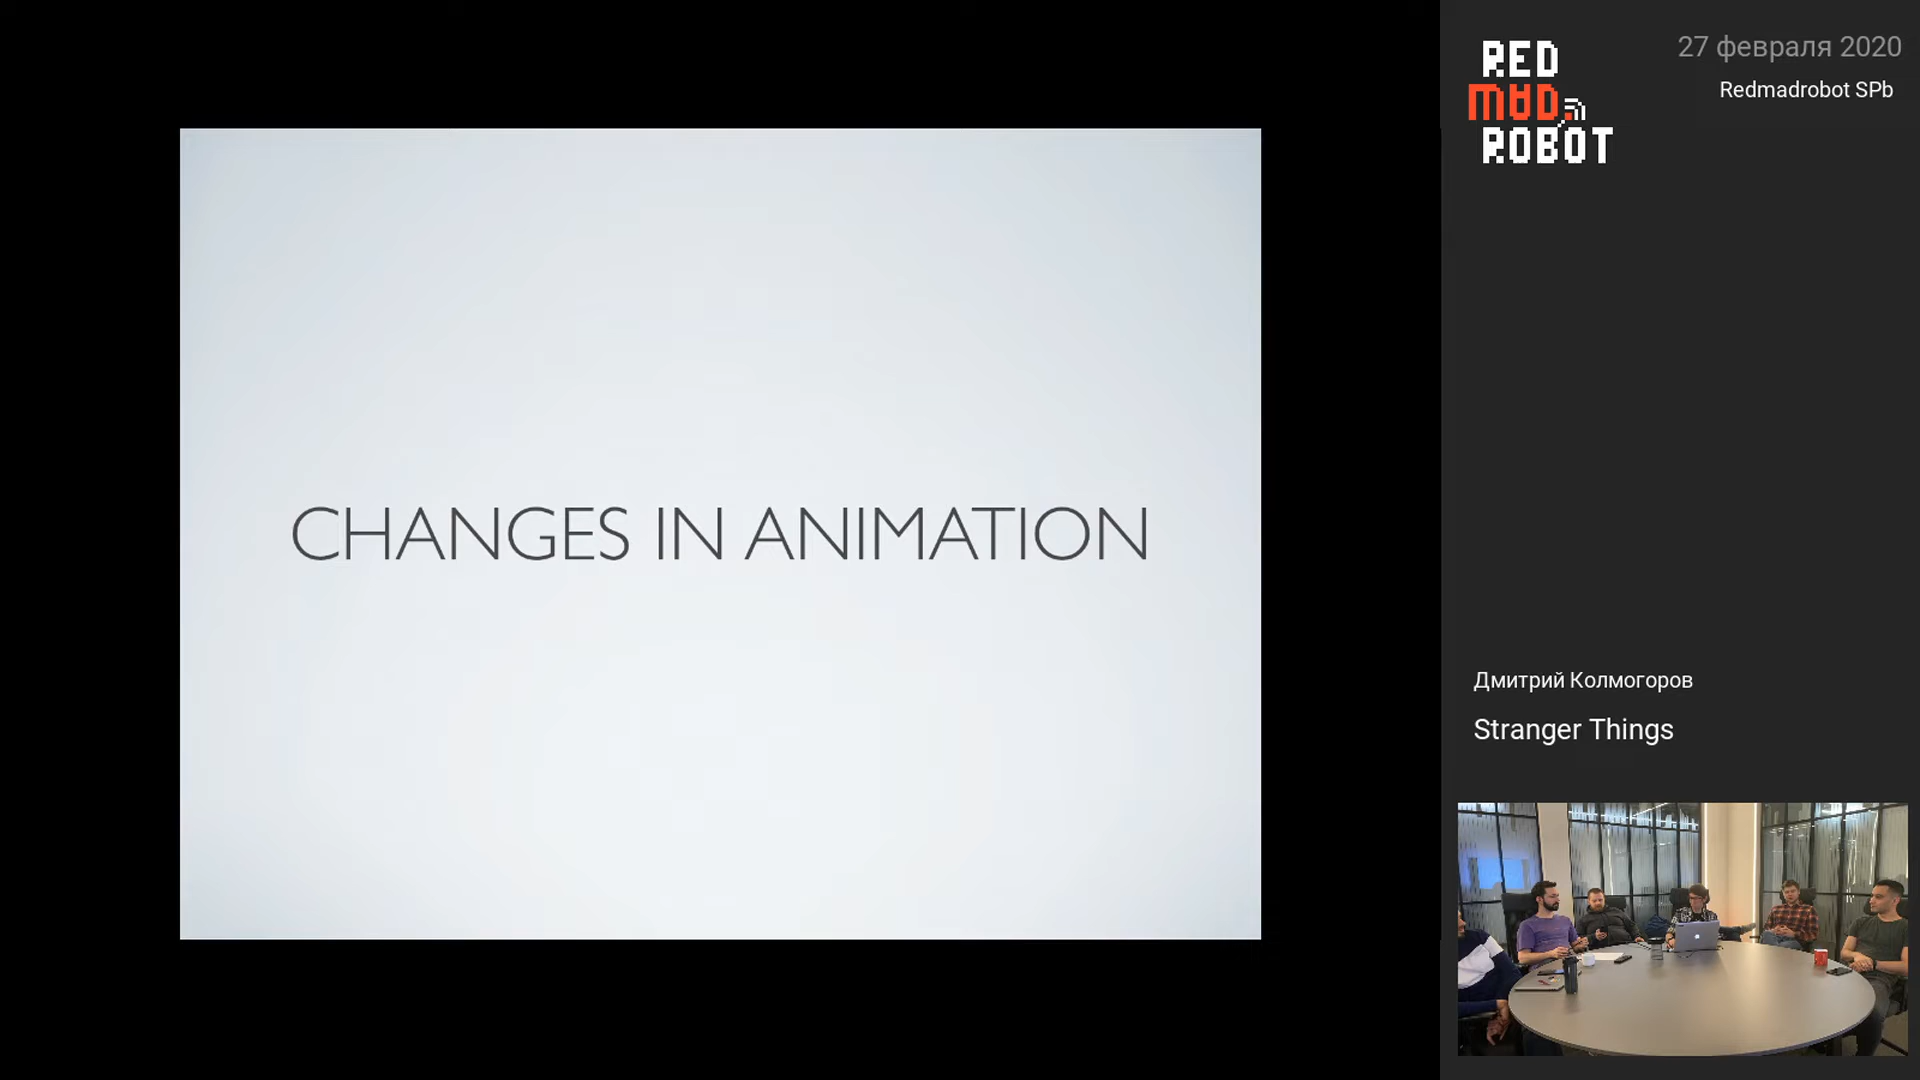 CHANGES IN ANIMATION
RED
MAD
ROBOT
27 февраля 2020
Redmadrobot SPb
Дмитрий Колмогоров
Stranger Things